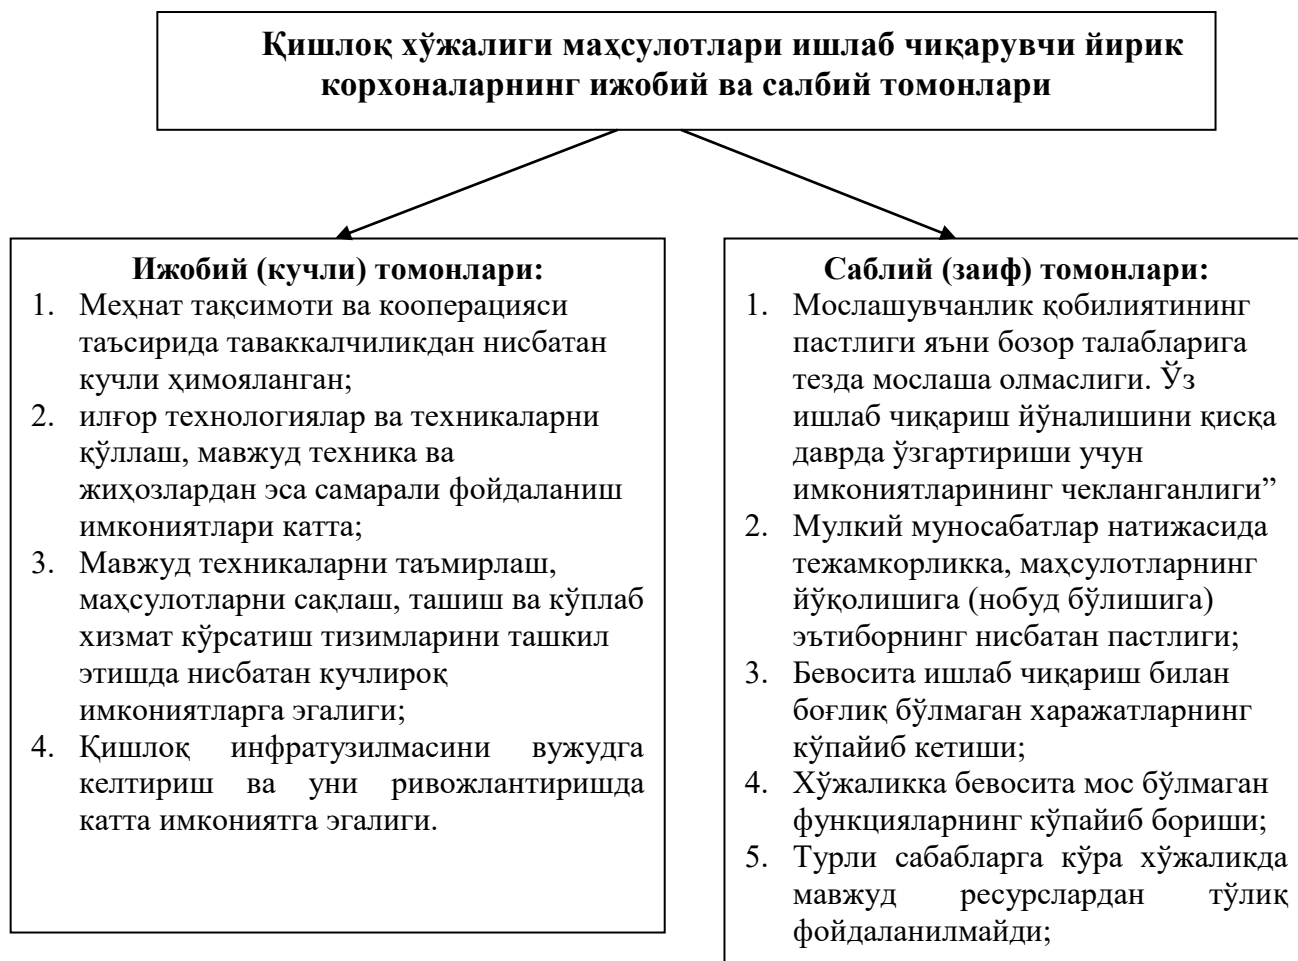 Қишлоқ хўжалиги маҳсулотлари ишлаб чиқарувчи йирик
корхоналарнинг ижобий ва салбий томонлари
Ижобий (кучли) томонлари:
1. Меҳнат тақсимоти ва кооперацияси
таъсирида таваккалчиликдан нисбатан
кучли ҳимояланган;
2. илғор технологиялар ва техникаларни
қўллаш, мавжуд техника ва
жиҳозлардан эса самарали фойдаланиш
имкониятлари катта;
3. Мавжуд техникаларни таъмирлаш,
маҳсулотларни сақлаш, ташиш ва кўплаб
хизмат кўрсатиш тизимларини ташкил
этишда нисбатан кучлироқ
имкониятларга эгалиги;
4. Қишлоқ инфратузилмасини вужудга
келтириш ва уни ривожлантиришда
катта имкониятга эгалиги.
Саблий (заиф) томонлари:
1. Мослашувчанлик қобилиятининг
пастлиги яъни бозор талабларига
тезда мослаша олмаслиги. Ўз
ишлаб чиқариш йўналишини қисқа
даврда ўзгартириши учун
имкониятларининг чекланганлиги”
2. Мулкий муносабатлар натижасида
тежамкорликка, маҳсулотларнинг
йўқолишига (нобуд бўлишига)
эътиборнинг нисбатан пастлиги;
3. Бевосита ишлаб чиқариш билан
боғлиқ бўлмаган харажатларнинг
кўпайиб кетиши;
4. Хўжаликка бевосита мос бўлмаган
функцияларнинг кўпайиб бориши;
5. Турли сабабларга кўра хўжаликда
мавжуд ресурслардан тўлиқ
фойдаланилмайди;